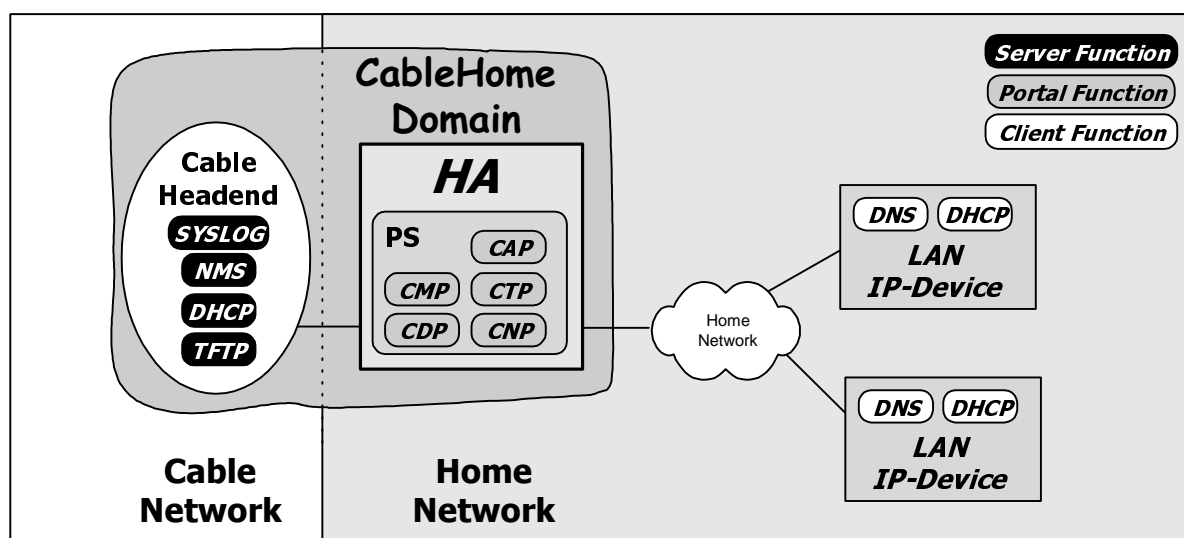 CableHome
Domain
Server Function
Portal Function
Client Function
Cable
Headend
SYSLOG
NMS
DHCP
TFTP
HA
PS
CAP
CMP
CTP
CDP
CNP
Home
Network
DNS DHCP
LAN
IP-Device
DNS DHCP
LAN
IP-Device
Cable
Network
Home
Network